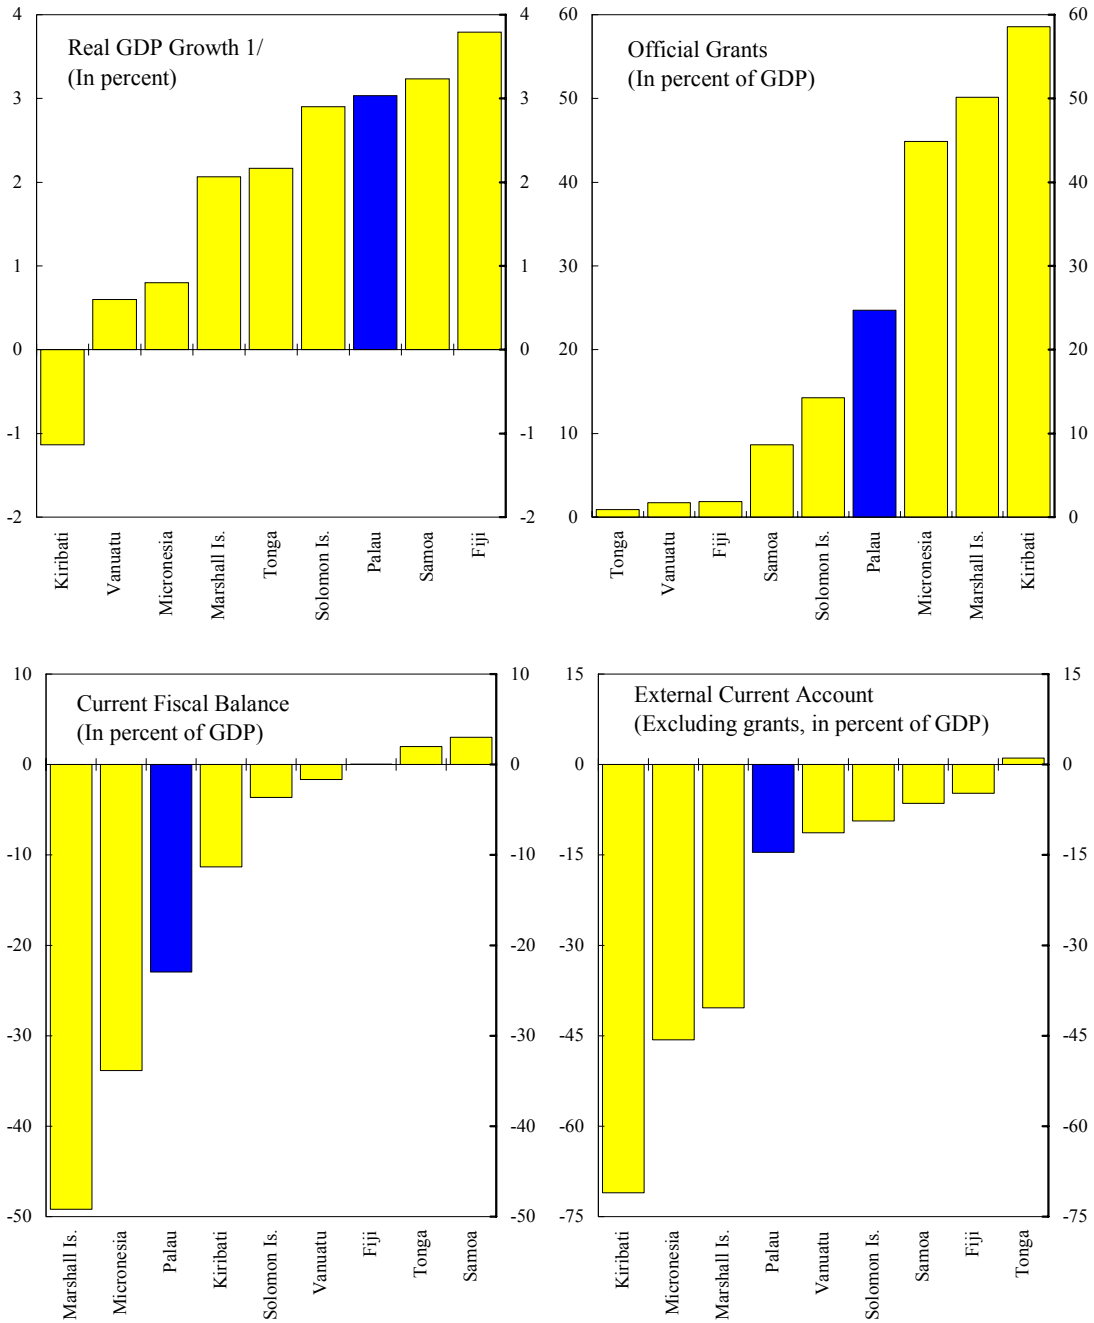 Real GDP Growth 1/
(In percent)
4
3
2
1
0
-1
-2
4
3
2
1
0
-1
-2
Kiribati
Vanuatu
Micronesia
Marshall Is.
Tonga
Solomon Is.
Palau
Samoa
Fiji
Official Grants
(In percent of GDP)
60
50
40
30
20
10
0
60
50
40
30
20
10
0
Tonga
Vanuatu
Fiji
Samoa
Solomon Is.
Palau
Micronesia
Marshall Is.
Kiribati
Current Fiscal Balance
(In percent of GDP)
10
0
-10
-20
-30
-40
-50
10
0
-10
-20
-30
-40
-50
Marshall Is.
Micronesia
Palau
Kiribati
Solomon Is.
Vanuatu
Fiji
Tonga
Samoa
External Current Account
(Excluding grants, in percent of GDP)
15
0
-15
-30
-45
-60
-75
15
0
-15
-30
-45
-60
-75
Kiribati
Micronesia
Marshall Is.
Palau
Vanuatu
Solomon Is.
Samoa
Fiji
Tonga